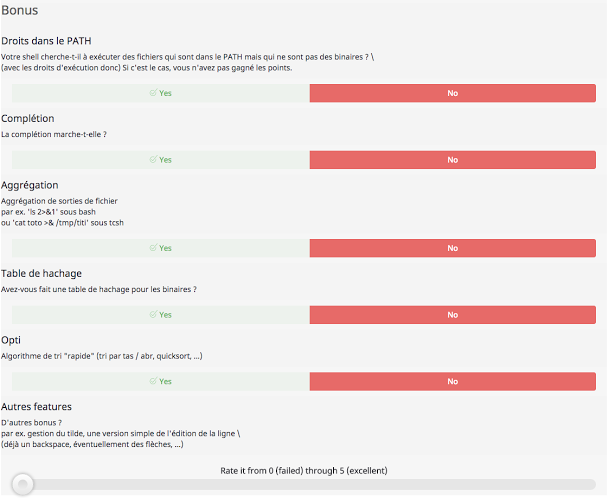 Bonus
Droits dans le PATH
Votre shell cherche-t-il à exécuter des fichiers qui sont dans le PATH mais qui ne sont pas des binaires ? \
(avec les droits d'exécution donc) Si c'est le cas, vous n'avez pas gagné les points.
Yes No
Complétion
La complétion marche-t-elle ?
Yes No
Aggrégation
Aggrégation de sorties de fichier
par ex. 'ls 2>&1' sous bash
ou 'cat toto >& /tmp/titi' sous tcsh
Yes No
Table de hachage
Avez-vous fait une table de hachage pour les binaires ?
Yes No
Opti
Algorithme de tri "rapide" (tri par tas / abr, quicksort, ...)
Yes No
Autres features
D'autres bonus ?
par ex. gestion du tilde, une version simple de l'édition de la ligne \
(déjà un backspace, éventuellement des flèches, ...)
Rate it from 0 (failed) through 5 (excellent)